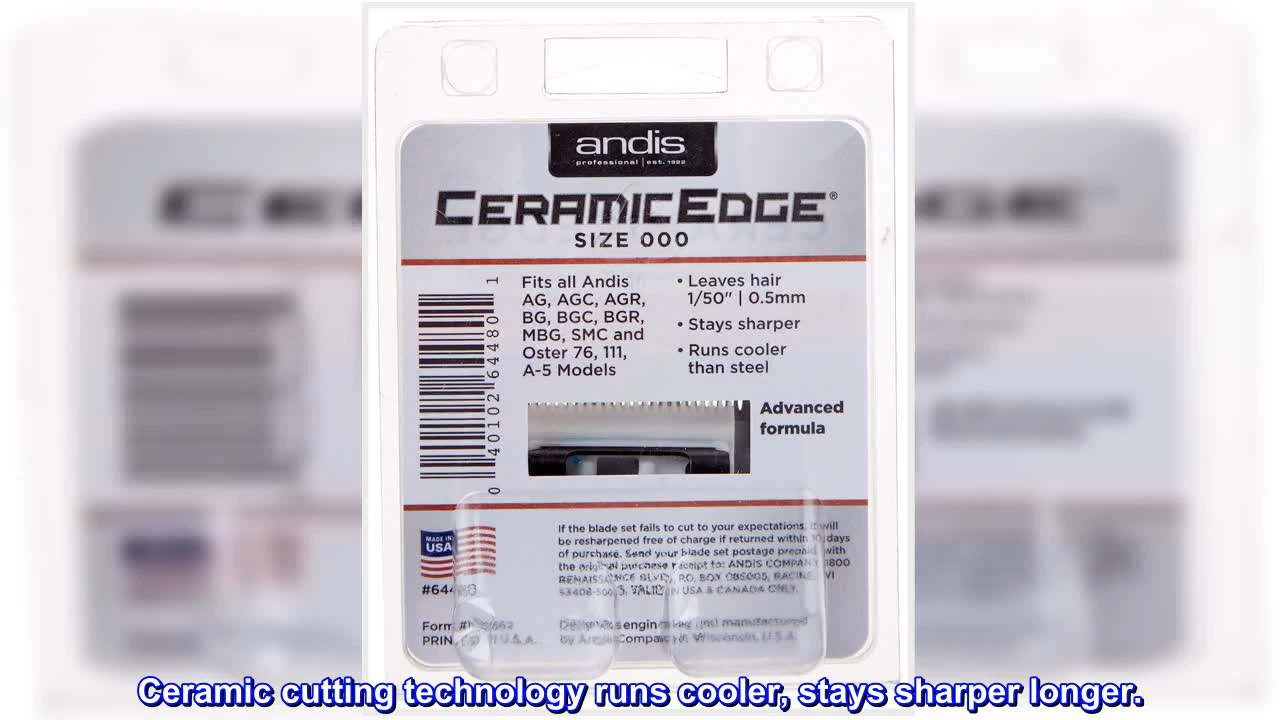 andis
professional | est. 1922
CERAMICEDGE®
SIZE 000
Fits all Andis
AG, AGC, AGR,
BG, BGC, BGR,
MBG, SMC and
Oster 76, 111,
A-5 Models
• Leaves hair
1/50" | 0.5mm
• Stays sharper
• Runs cooler
than steel
0 40102 64480 1
Advanced
formula
MADE IN
USA
If the blade set fails to cut to your expectations, it will
be resharpened free of charge if returned within 10 days
of purchase. Send your blade set postage prepaid, with
the original purchase receipt to: ANDIS COMPANY, 1800
RENAISSANCE BLVD, P.O. BOX RACINE, WI
VALID IN USA & CANADA ONLY.
Form #
PRINTED IN U.S.A.
Designed, engineered and manufactured
by Andis Company in Wisconsin, U.S.A.
Ceramic cutting technology runs cooler, stays sharper longer.